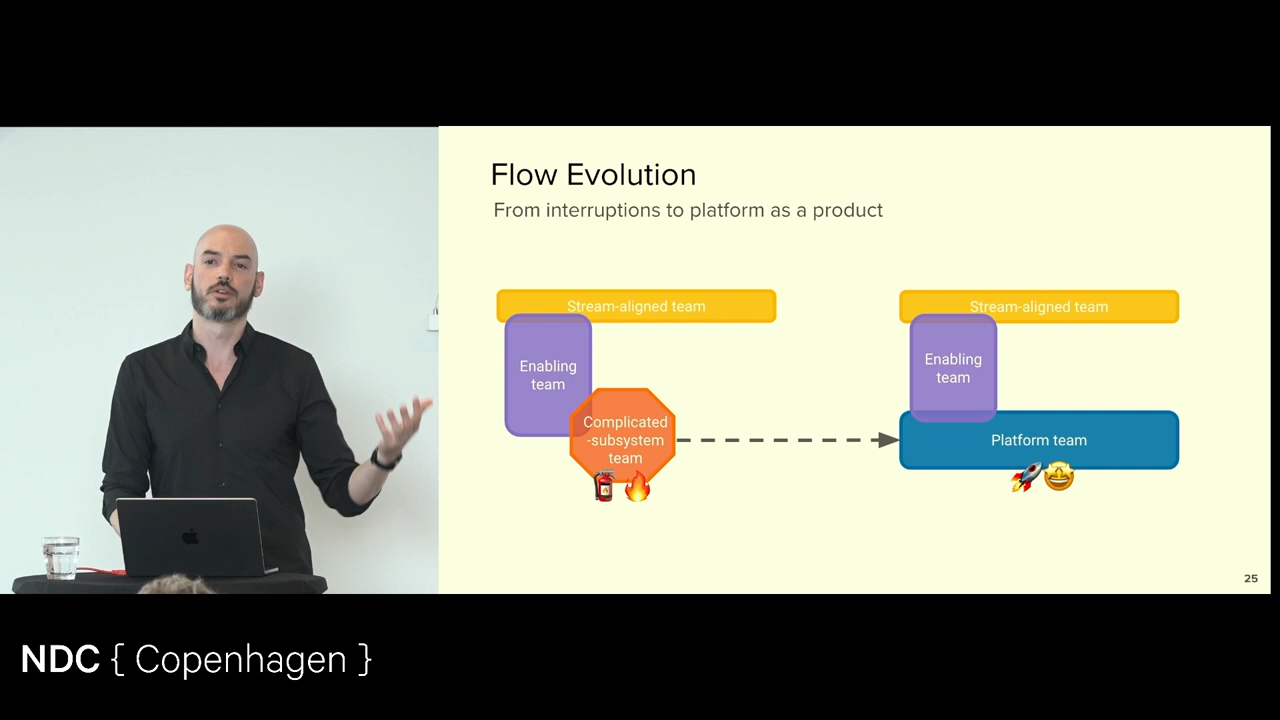 Flow Evolution
From interruptions to platform as a product
Stream-aligned team
Enabling
team
Complicated
-subsystem
team
Stream-aligned team
Enabling
team
Platform team
25
NDC { Copenhagen }